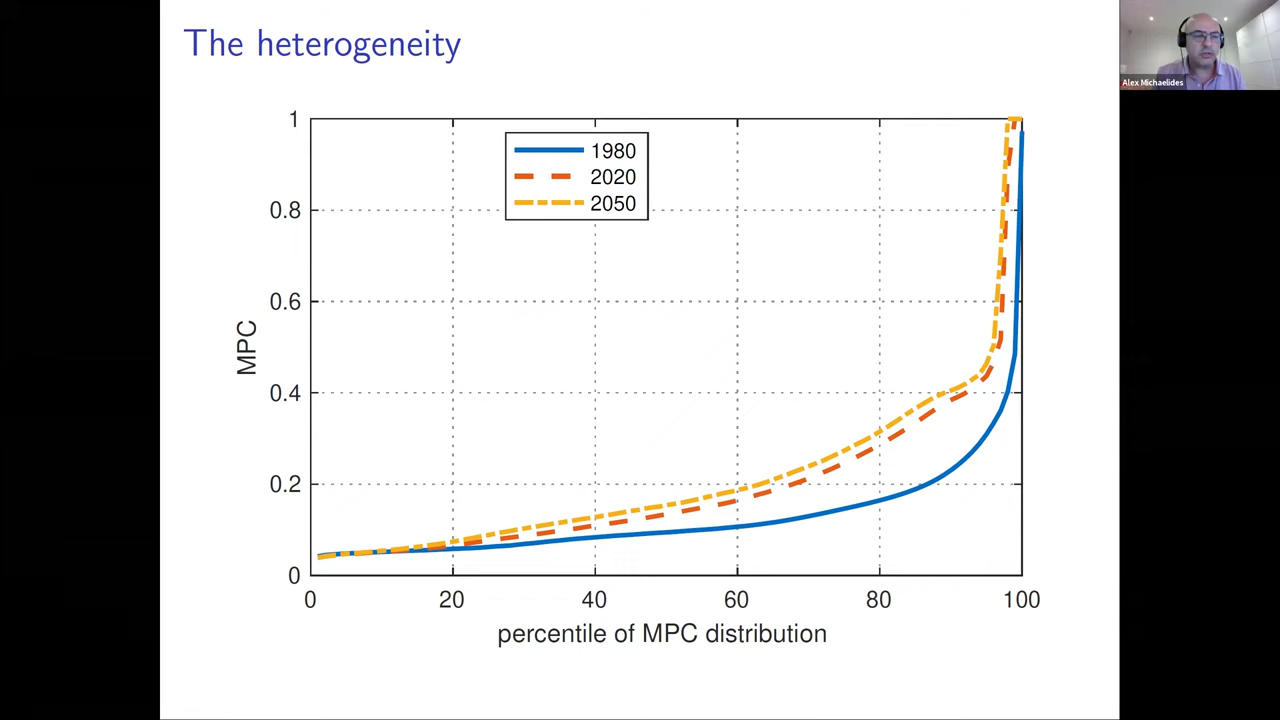 The heterogeneity
Alex Michaelides
1980
2020
2050
1
0.8
0.6
0.4
0.2
0
MPC
0 20 40 60 80 100
percentile of MPC distribution